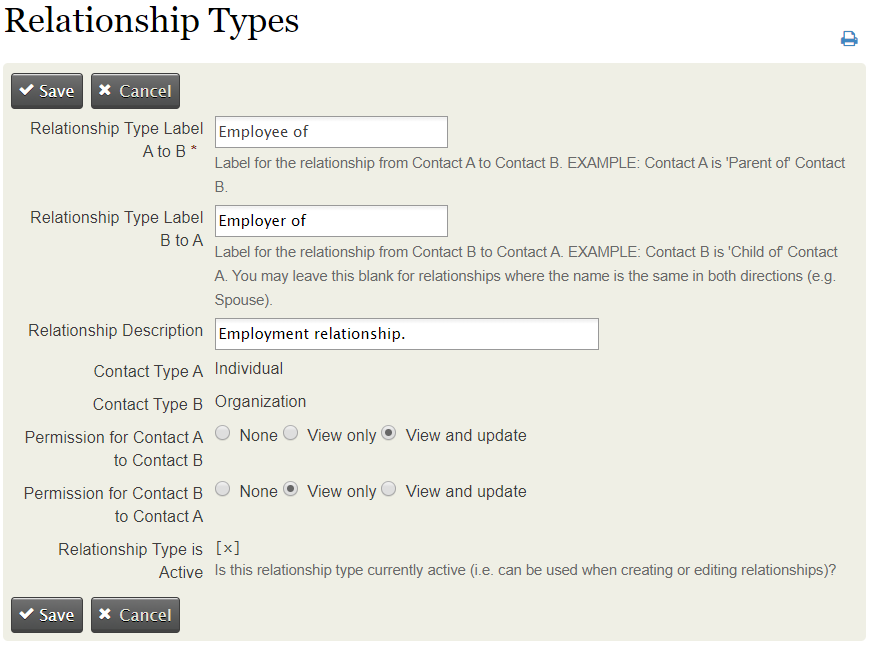 Relationship Types
Save Cancel
Relationship Type Label
A to B *
Employee of
Label for the relationship from Contact A to Contact B. EXAMPLE: Contact A is 'Parent of' Contact
B.
Relationship Type Label
B to A
Employer of
Label for the relationship from Contact B to Contact A. EXAMPLE: Contact B is 'Child of' Contact
A. You may leave this blank for relationships where the name is the same in both directions (e.g.
Spouse).
Relationship Description Employment relationship.
Contact Type A Individual
Contact Type B Organization
Permission for Contact A
to Contact B
None View only View and update
Permission for Contact B
to Contact A
None View only View and update
Relationship Type is
Active
[x]
Is this relationship type currently active (i.e. can be used when creating or editing relationships)?
Save Cancel